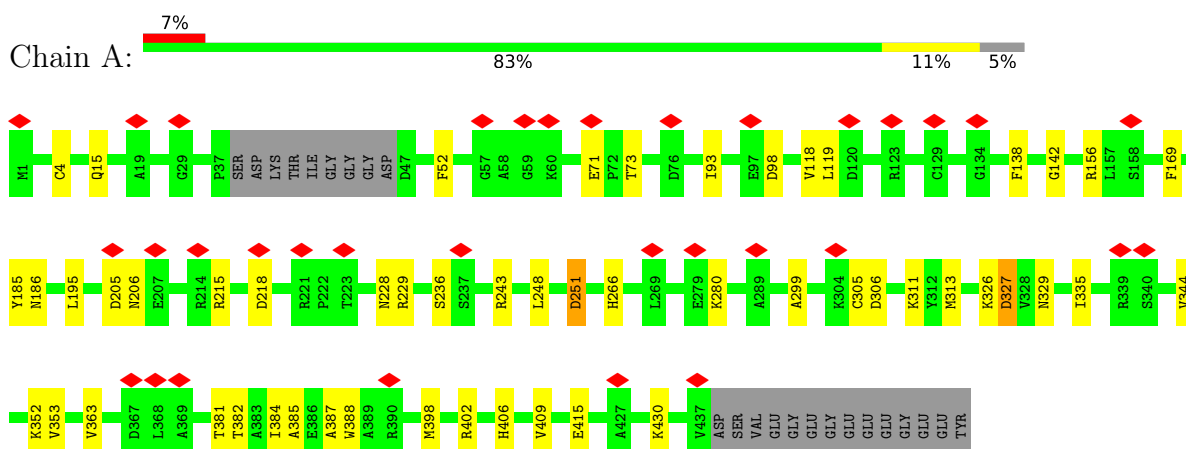 7%
Chain A:
83% 11% 5%
M1 C4 Q15 A19 G29 P37 SER ASP LYS THR ILE GLY GLY GLY ASP D47 F52 G57 A58 G59 K60 E71 P72 T73 D76 I93 E97 D98 V118 L119 D120 R123 C129 G134 F138 G142 R156 L157 S158 F169
Y185 N186 L195 D205 N206 E207 R214 R215 D218 R221 P222 T223 N228 R229 S236 S237 R243 L248 D251 H266 L269 E279 K280 A289 A299 K304 C305 D306 K311 Y312 M313 K326 D327 V328 N329 I335 R339 S340 V344
K352 V353 V363 D367 L368 A369 T381 T382 A383 I384 A385 E386 A387 W388 A389 R390 M398 R402 H406 V409 E415 A427 K430 V437 ASP SER VAL GLU GLY GLU GLY GLU GLU GLU GLY GLU GLU TYR